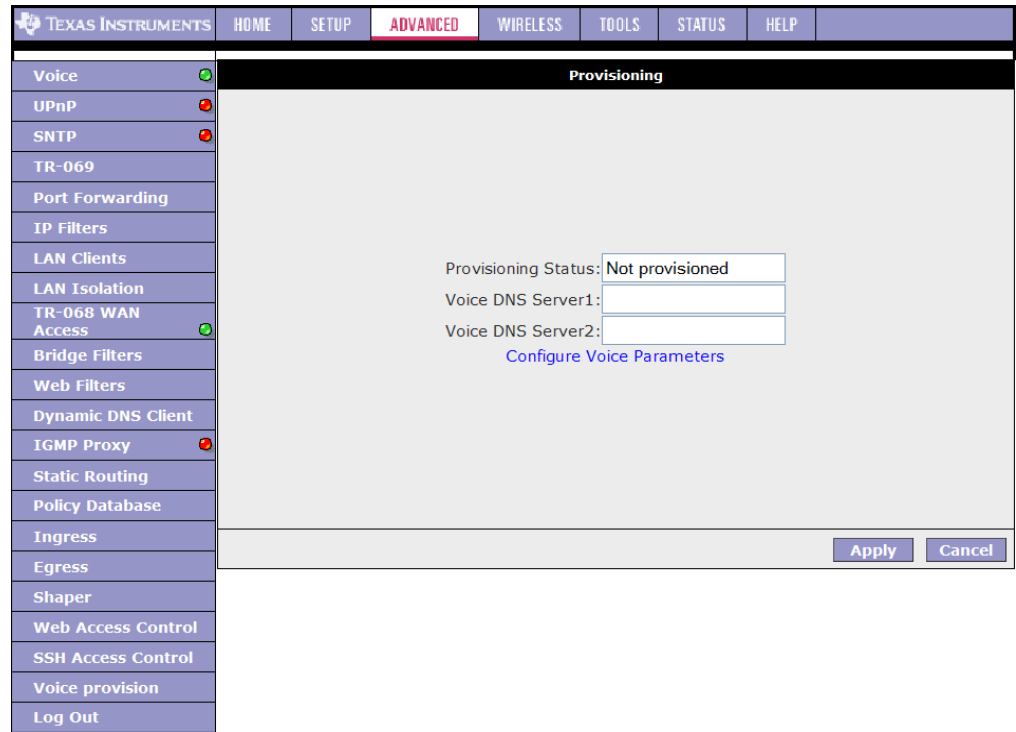 TEXAS INSTRUMENTS HOME SETUP ADVANCED WIRELESS TOOLS STATUS HELP
Voice
UPnP
SNTP
TR-069
Port Forwarding
IP Filters
LAN Clients
LAN Isolation
TR-068 WAN
Access
Bridge Filters
Web Filters
Dynamic DNS Client
IGMP Proxy
Static Routing
Policy Database
Ingress
Egress
Shaper
Web Access Control
SSH Access Control
Voice provision
Log Out
Provisioning
Provisioning Status: Not provisioned
Voice DNS Server1:
Voice DNS Server2:
Configure Voice Parameters
Apply Cancel